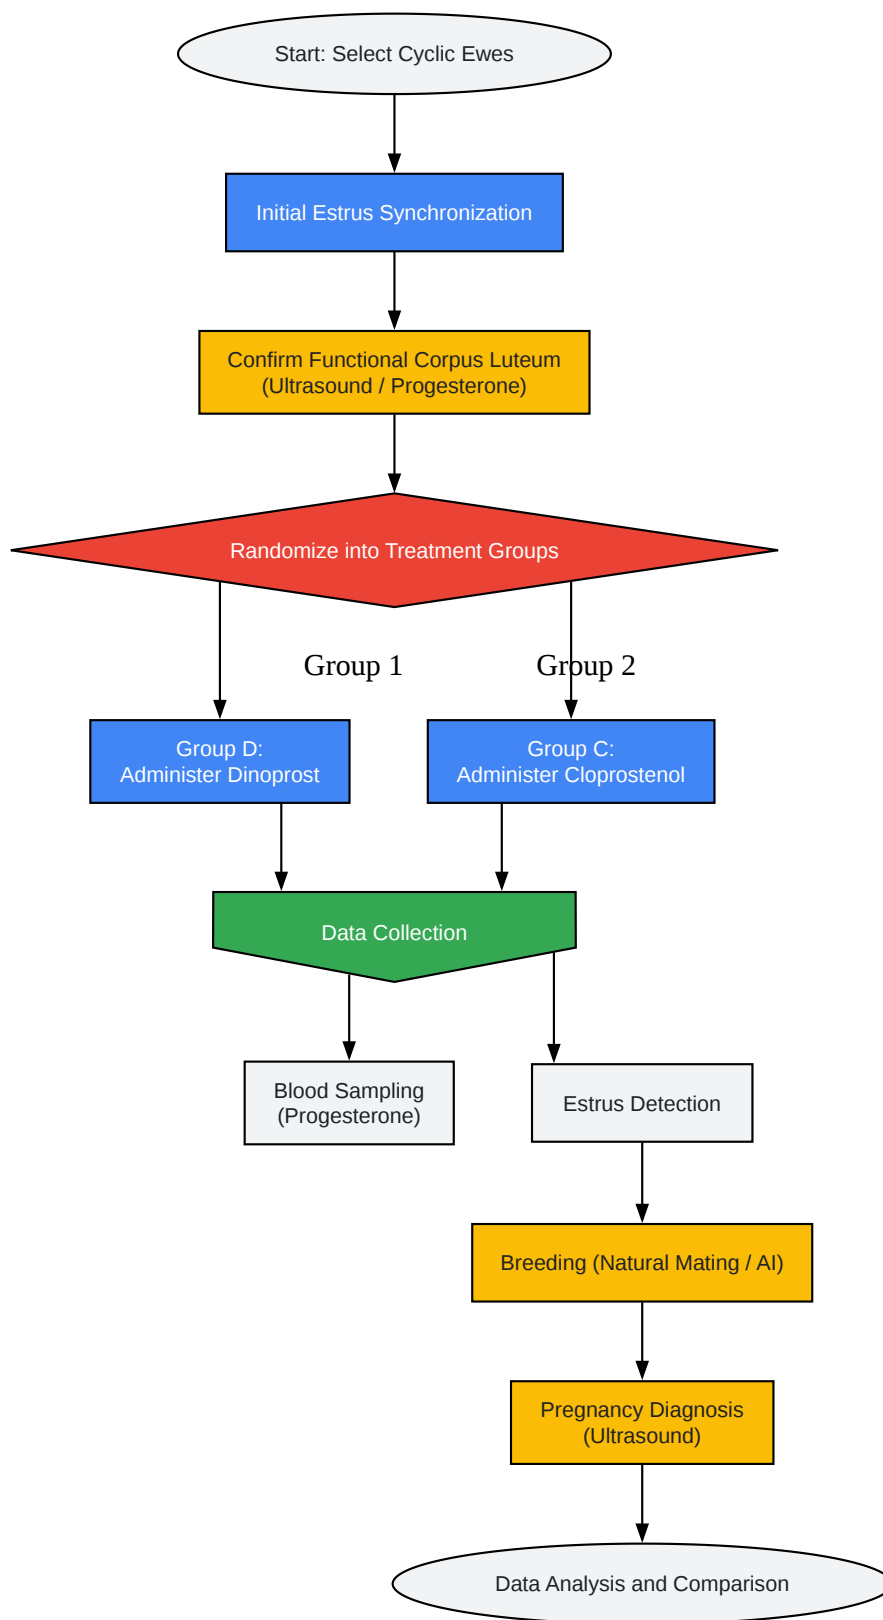 Start: Select Cyclic Ewes
Initial Estrus Synchronization
Confirm Functional Corpus Luteum
(Ultrasound / Progesterone)
Randomize into Treatment Groups
Group 1
Group 2
Group D:
Administer Dinoprost
Group C:
Administer Cloprostenol
Data Collection
Blood Sampling
(Progesterone)
Estrus Detection
Breeding (Natural Mating / AI)
Pregnancy Diagnosis
(Ultrasound)
Data Analysis and Comparison